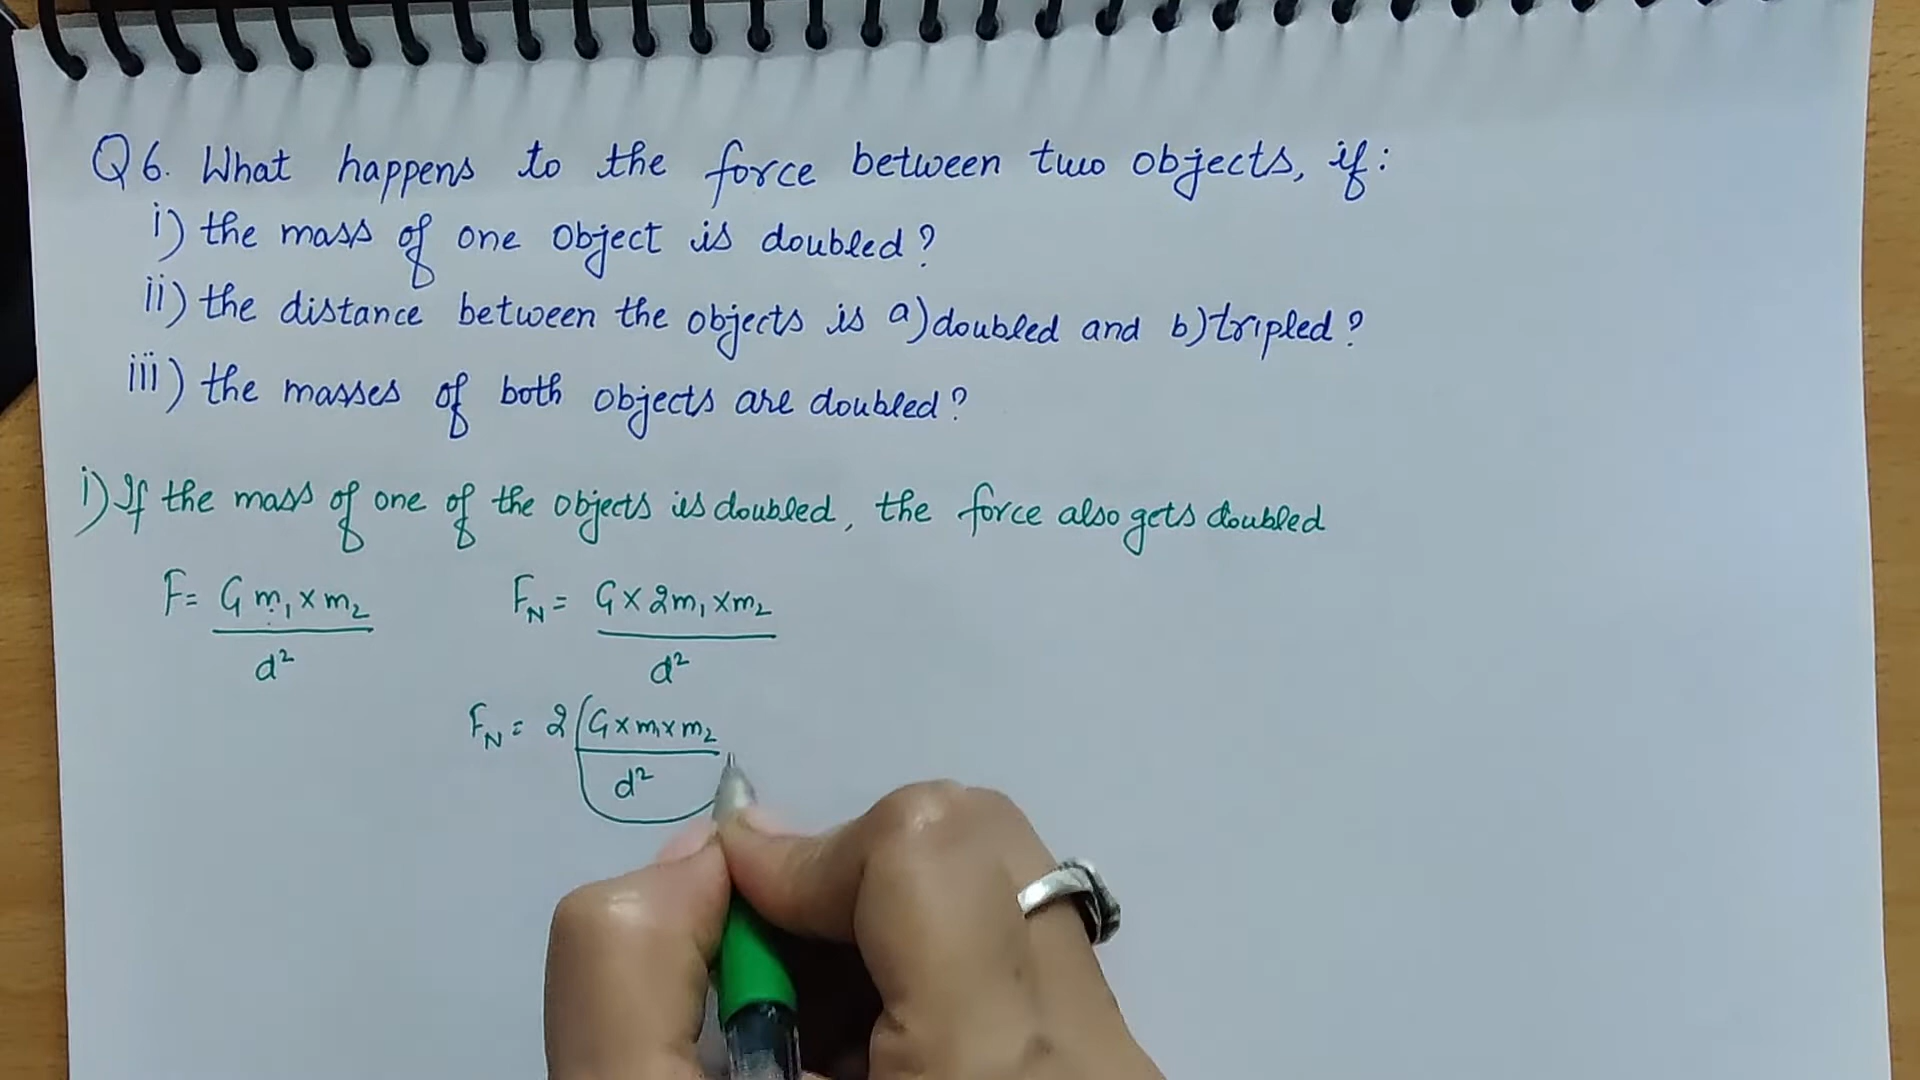 Q6. What happens to the force between two objects, if:
i) the mass of one object is doubled?
ii) the distance between the objects is a) doubled and b) tripled?
iii) the masses of both objects are doubled?
i) If the mass of one of the objects is doubled, the force also gets doubled
F = G m₁ × m₂ / d² F_N = G × 2m₁ × m₂ / d²
F_N = 2 (G × m₁ × m₂ / d²